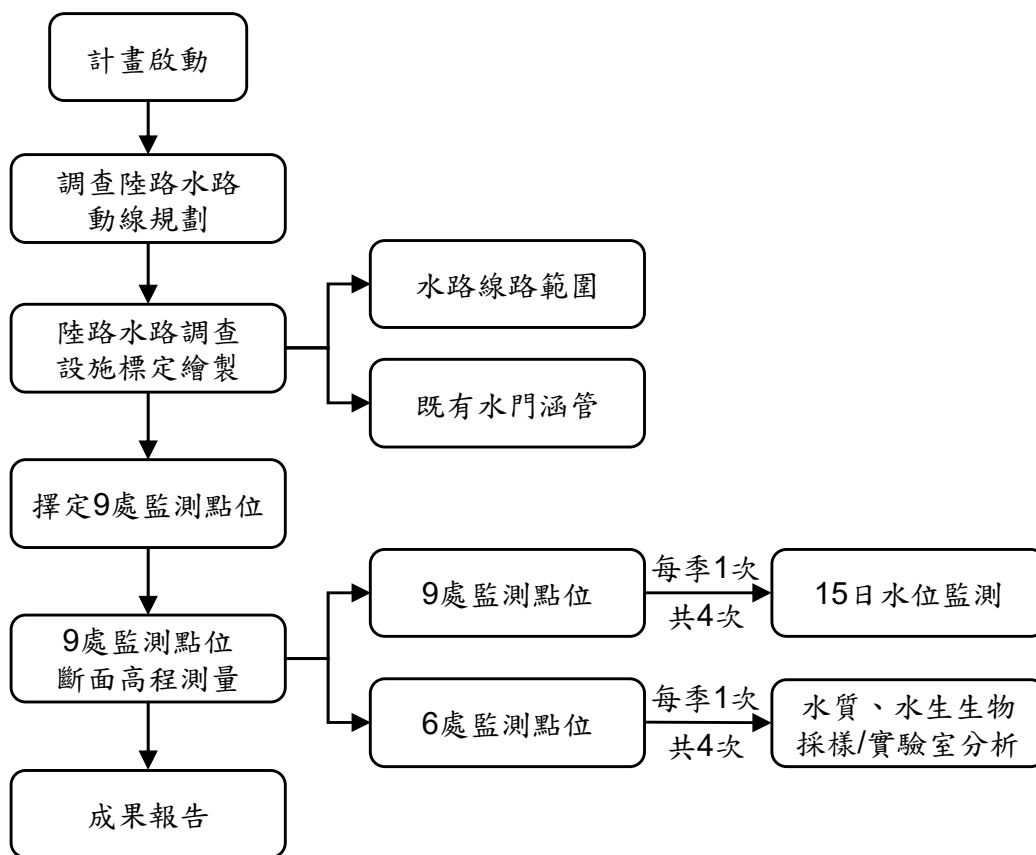 計畫啟動
調查陸路水路
動線規劃
陸路水路調查
設施標定繪製
水路線路範圍
既有水門涵管
擇定9處監測點位
9處監測點位
斷面高程測量
9處監測點位
每季1次
共4次
15日水位監測
6處監測點位
每季1次
共4次
水質、水生生物
採樣/實驗室分析
成果報告